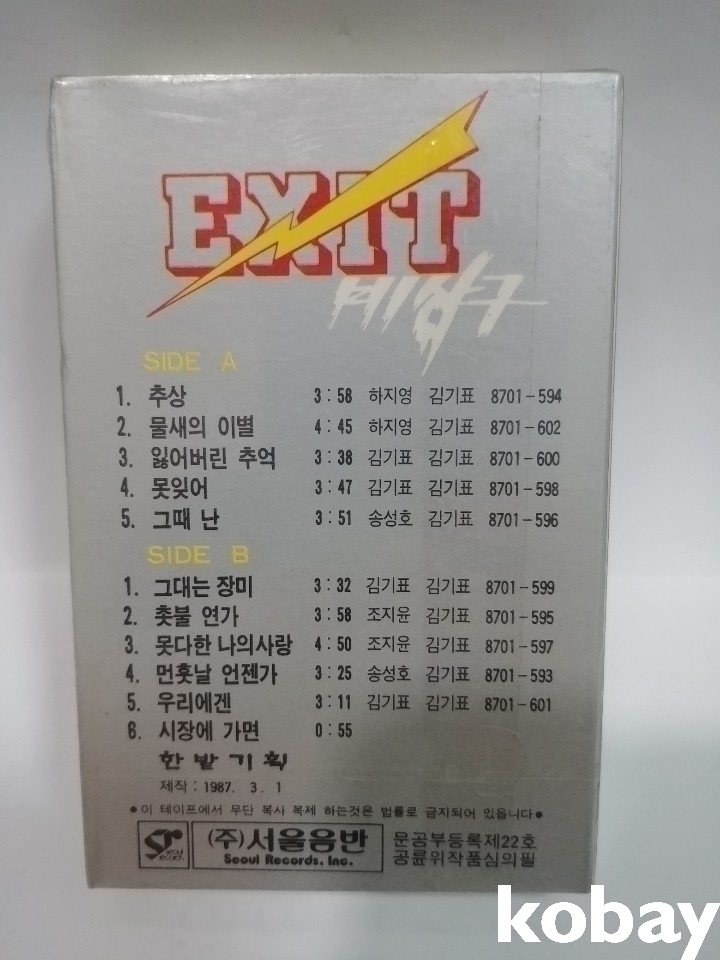 EXIT
비상구
SIDE A
1. 추상 3:58 하지영 김기표 8701-594
2. 물새의 이별 4:45 하지영 김기표 8701-602
3. 잃어버린 추억 3:38 김기표 김기표 8701-600
4. 못잊어 3:47 김기표 김기표 8701-598
5. 그때 난 3:51 송성호 김기표 8701-596
SIDE B
1. 그대는 장미 3:32 김기표 김기표 8701-599
2. 촛불 연가 3:58 조지윤 김기표 8701-595
3. 못다한 나의사랑 4:50 조지윤 김기표 8701-597
4. 먼훗날 언젠가 3:25 송성호 김기표 8701-593
5. 우리에겐 3:11 김기표 김기표 8701-601
6. 시장에 가면 0:55
한밭기획
제작: 1987. 3. 1
●이 테이프에서 무단 복사 복제 하는것은 법률로 금지되어 있읍니다●
Sr seoul records
(주)서울음반
Seoul Records, Inc.
문공부등록제22호
공륜위작품심의필
kobay